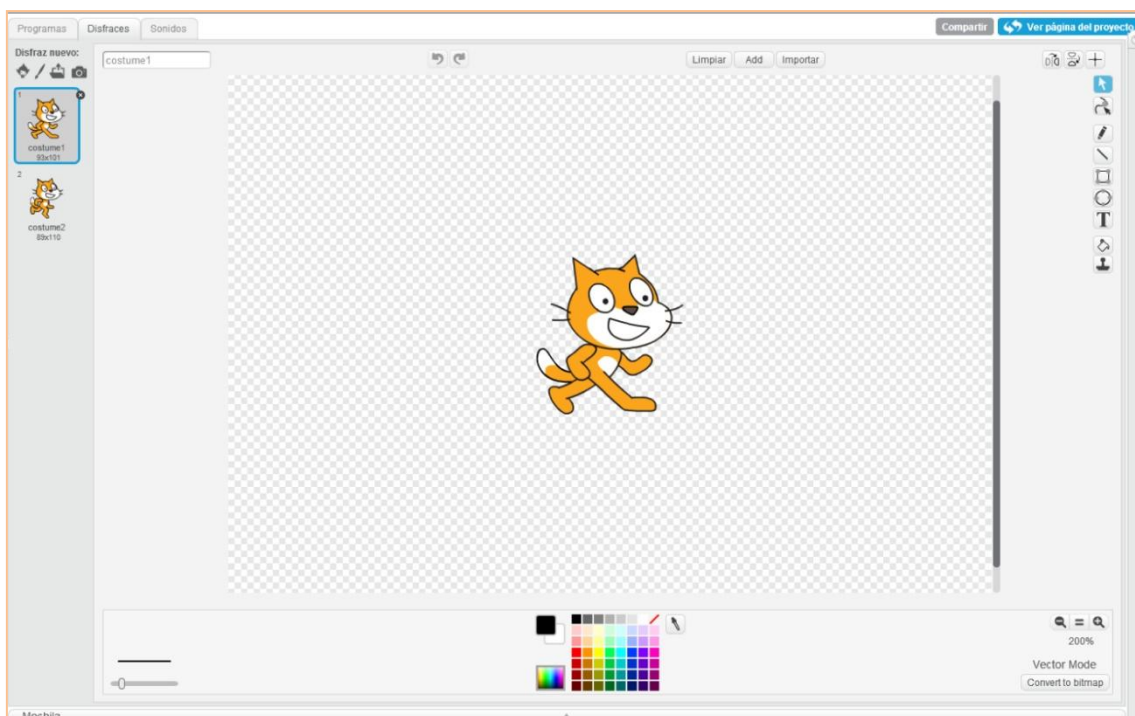 Programas Disfraces Sonidos Compartir Ver página del proyecto
Disfraz nuevo:
costume1 Limpiar Add Importar
1
costume1
93x101
T
2
costume2
89x110
200%
Vector Mode
Convert to bitmap
Mochila